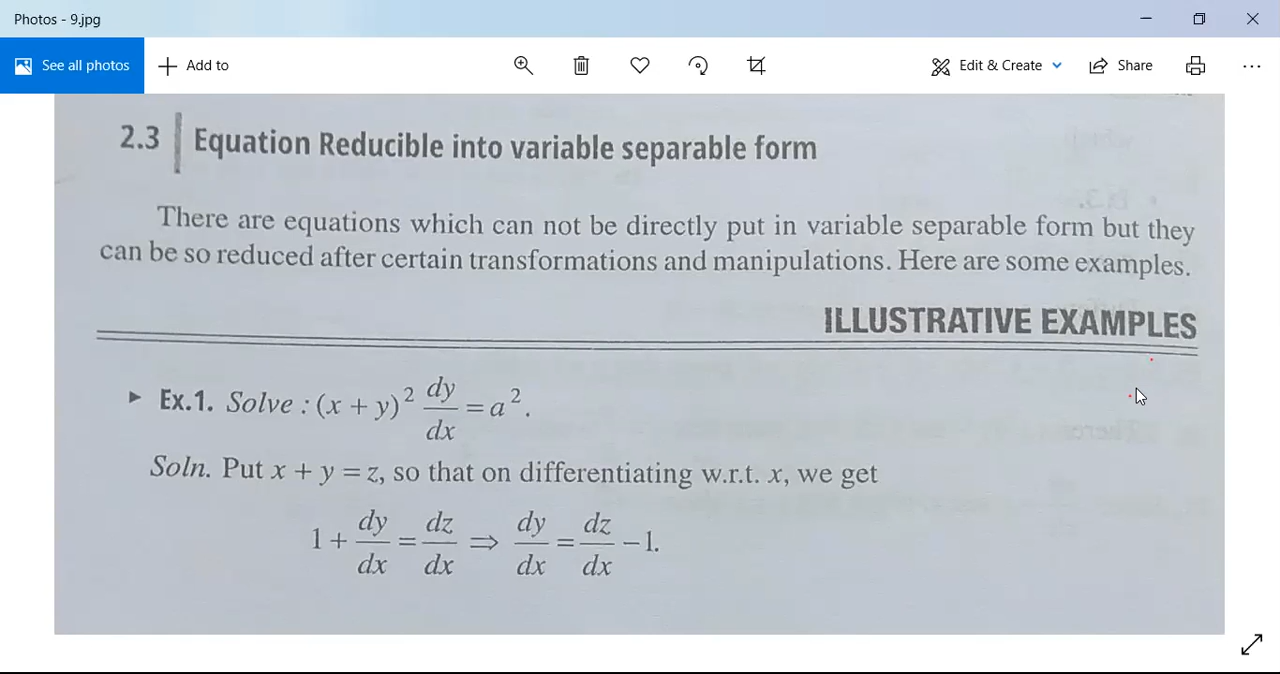 Photos - 9.jpg
See all photos
Add to
Edit & Create
Share
2.3 Equation Reducible into variable separable form
There are equations which can not be directly put in variable separable form but they
can be so reduced after certain transformations and manipulations. Here are some examples.
ILLUSTRATIVE EXAMPLES
► Ex.1. Solve : (x + y)² dy/dx = a².
Soln. Put x + y = z, so that on differentiating w.r.t. x, we get
1 + dy/dx = dz/dx ⇒ dy/dx = dz/dx − 1.